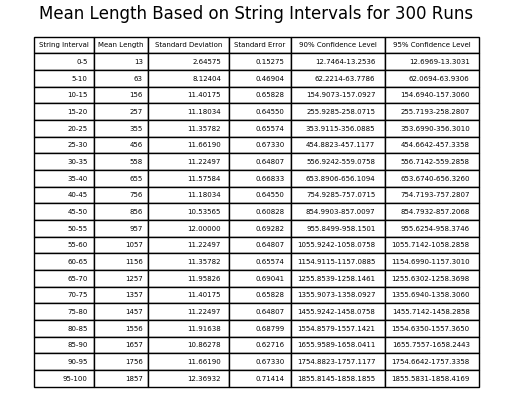 Mean Length Based on String Intervals for 300 Runs
String Interval Mean Length Standard Deviation Standard Error 90% Confidence Level 95% Confidence Level
0-5 13 2.64575 0.15275 12.7464-13.2536 12.6969-13.3031
5-10 63 8.12404 0.46904 62.2214-63.7786 62.0694-63.9306
10-15 156 11.40175 0.65828 154.9073-157.0927 154.6940-157.3060
15-20 257 11.18034 0.64550 255.9285-258.0715 255.7193-258.2807
20-25 355 11.35782 0.65574 353.9115-356.0885 353.6990-356.3010
25-30 456 11.66190 0.67330 454.8823-457.1177 454.6642-457.3358
30-35 558 11.22497 0.64807 556.9242-559.0758 556.7142-559.2858
35-40 655 11.57584 0.66833 653.8906-656.1094 653.6740-656.3260
40-45 756 11.18034 0.64550 754.9285-757.0715 754.7193-757.2807
45-50 856 10.53565 0.60828 854.9903-857.0097 854.7932-857.2068
50-55 957 12.00000 0.69282 955.8499-958.1501 955.6254-958.3746
55-60 1057 11.22497 0.64807 1055.9242-1058.0758 1055.7142-1058.2858
60-65 1156 11.35782 0.65574 1154.9115-1157.0885 1154.6990-1157.3010
65-70 1257 11.95826 0.69041 1255.8539-1258.1461 1255.6302-1258.3698
70-75 1357 11.40175 0.65828 1355.9073-1358.0927 1355.6940-1358.3060
75-80 1457 11.22497 0.64807 1455.9242-1458.0758 1455.7142-1458.2858
80-85 1556 11.91638 0.68799 1554.8579-1557.1421 1554.6350-1557.3650
85-90 1657 10.86278 0.62716 1655.9589-1658.0411 1655.7557-1658.2443
90-95 1756 11.66190 0.67330 1754.8823-1757.1177 1754.6642-1757.3358
95-100 1857 12.36932 0.71414 1855.8145-1858.1855 1855.5831-1858.4169